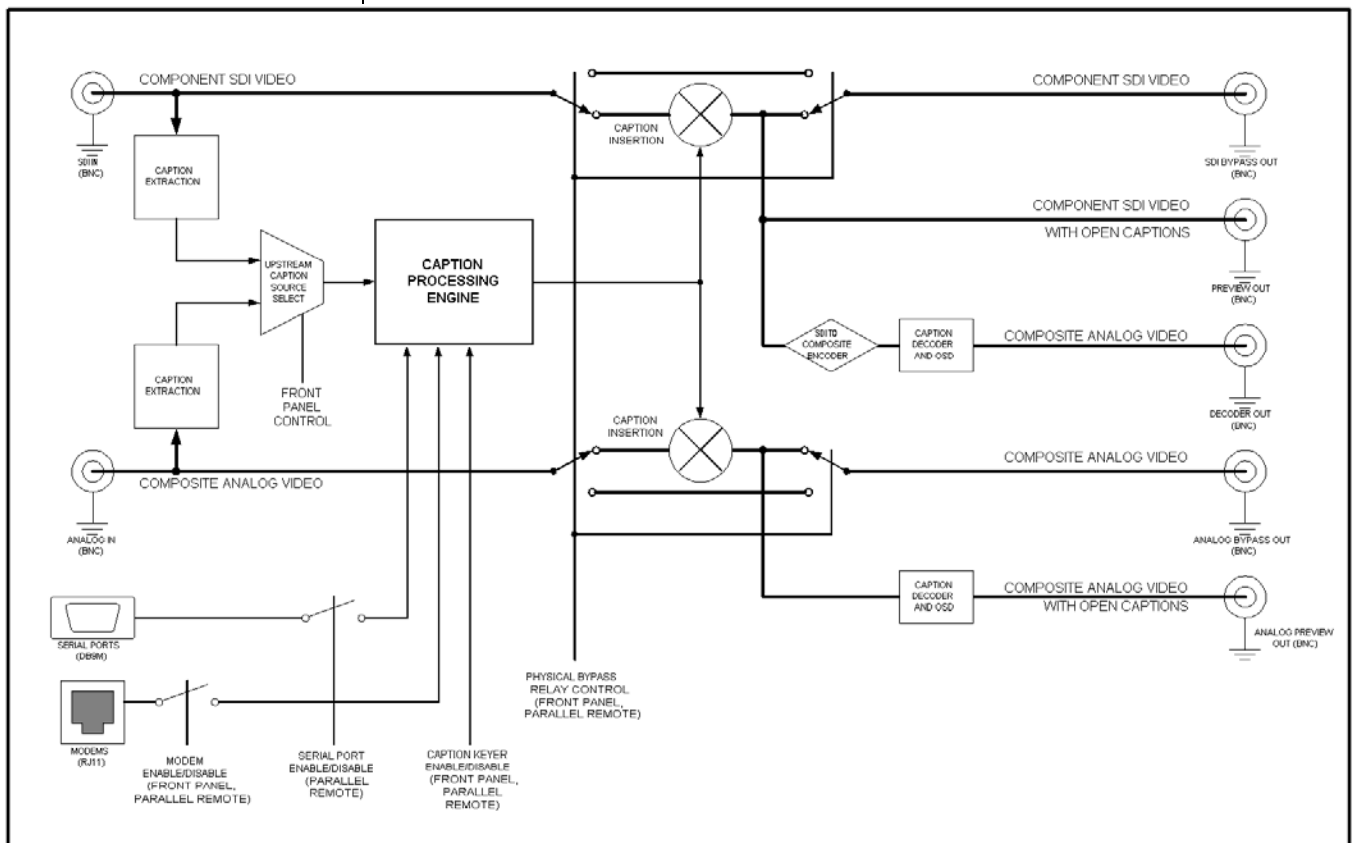 COMPONENT SDI VIDEO
SDI IN
(BNC)
CAPTION
EXTRACTION
UPSTREAM
CAPTION
SOURCE
SELECT
CAPTION
PROCESSING
ENGINE
FRONT
PANEL
CONTROL
CAPTION
EXTRACTION
COMPOSITE ANALOG VIDEO
ANALOG IN
(BNC)
CAPTION
INSERTION
CAPTION
INSERTION
COMPONENT SDI VIDEO
SDI BYPASS OUT
(BNC)
COMPONENT SDI VIDEO
WITH OPEN CAPTIONS
PREVIEW OUT
(BNC)
SDI TO
COMPOSITE
ENCODER
CAPTION
DECODER
AND OSD
COMPOSITE ANALOG VIDEO
DECODER OUT
(BNC)
COMPOSITE ANALOG VIDEO
ANALOG BYPASS OUT
(BNC)
CAPTION
DECODER
AND OSD
COMPOSITE ANALOG VIDEO
WITH OPEN CAPTIONS
ANALOG PREVIEW
OUT (BNC)
SERIAL PORTS
(DB9M)
MODEMS
(RJ11)
MODEM
ENABLE/DISABLE
(FRONT PANEL,
PARALLEL REMOTE)
SERIAL PORT
ENABLE/DISABLE
(PARALLEL
REMOTE)
CAPTION KEYER
ENABLE/DISABLE
(FRONT PANEL,
PARALLEL
REMOTE)
PHYSICAL BYPASS
RELAY CONTROL
(FRONT PANEL,
PARALLEL REMOTE)